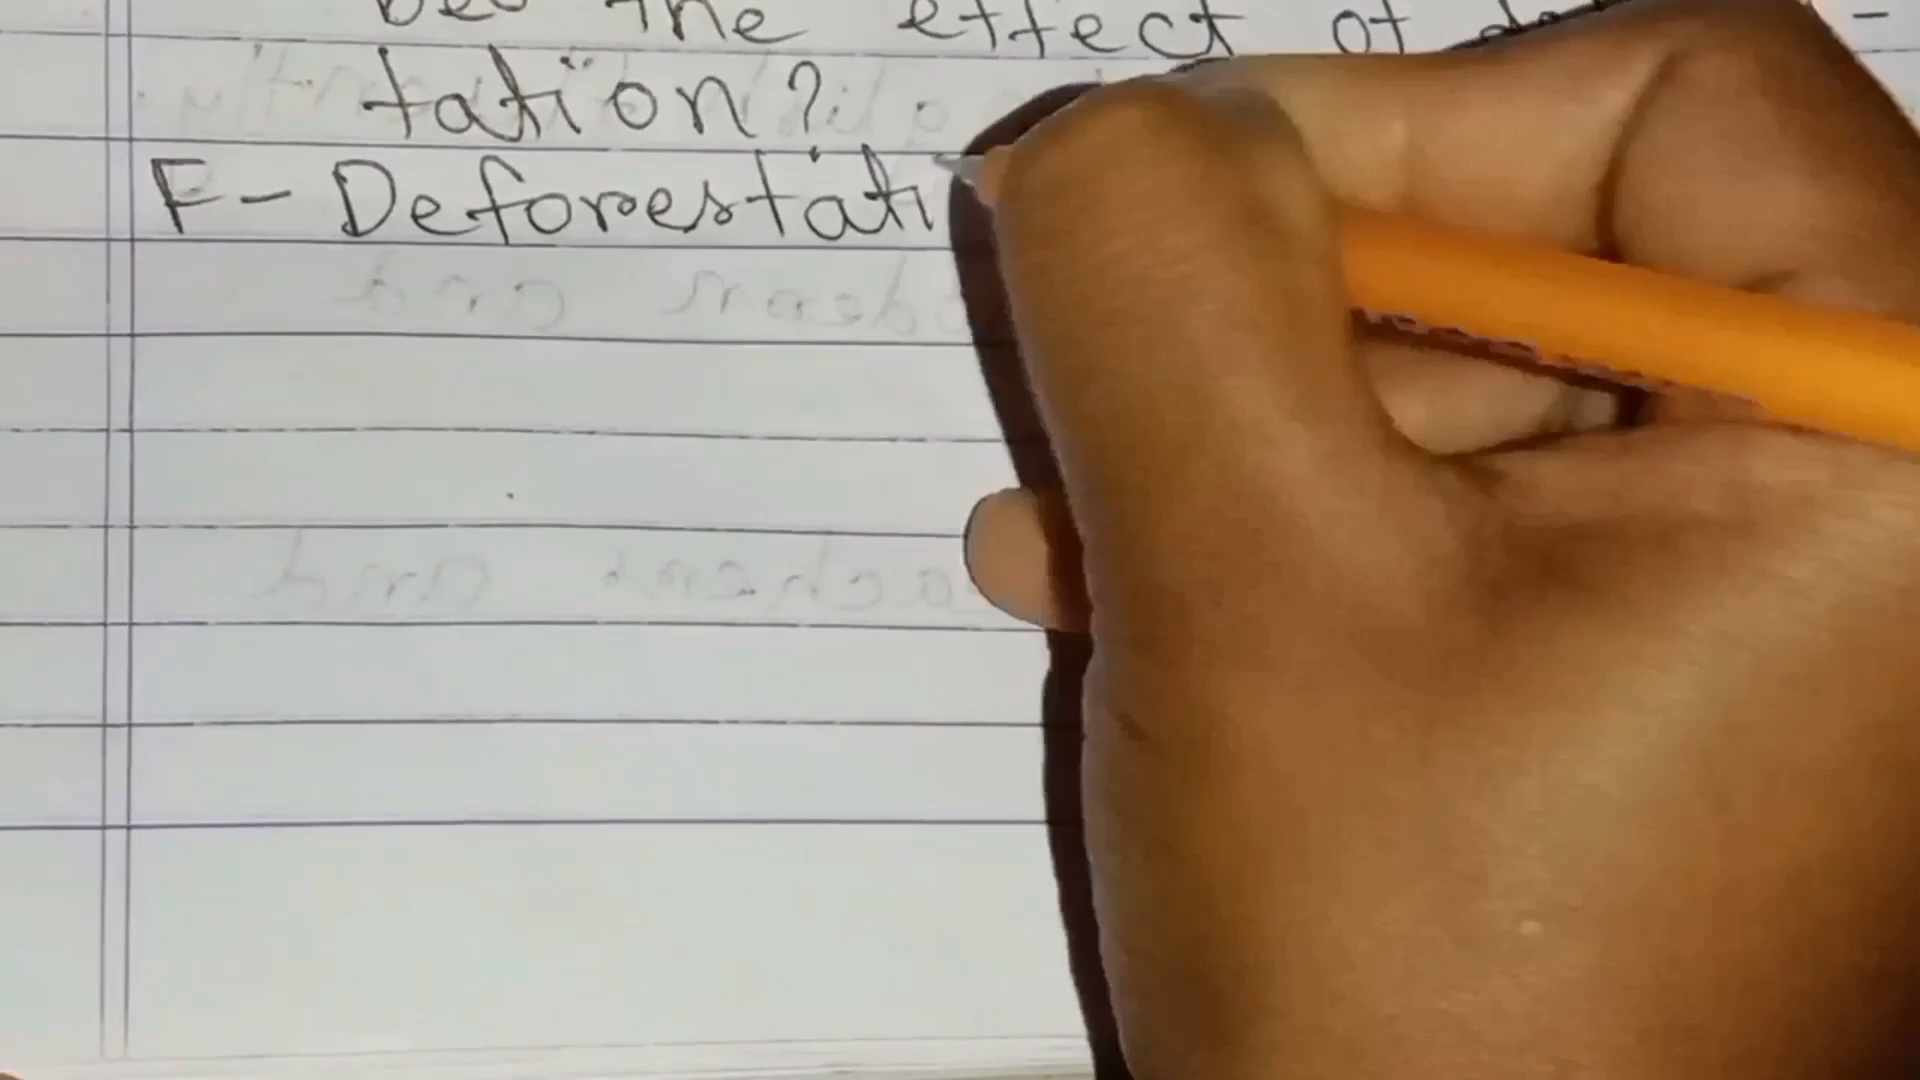 the effect of
tation?
F- Deforestati